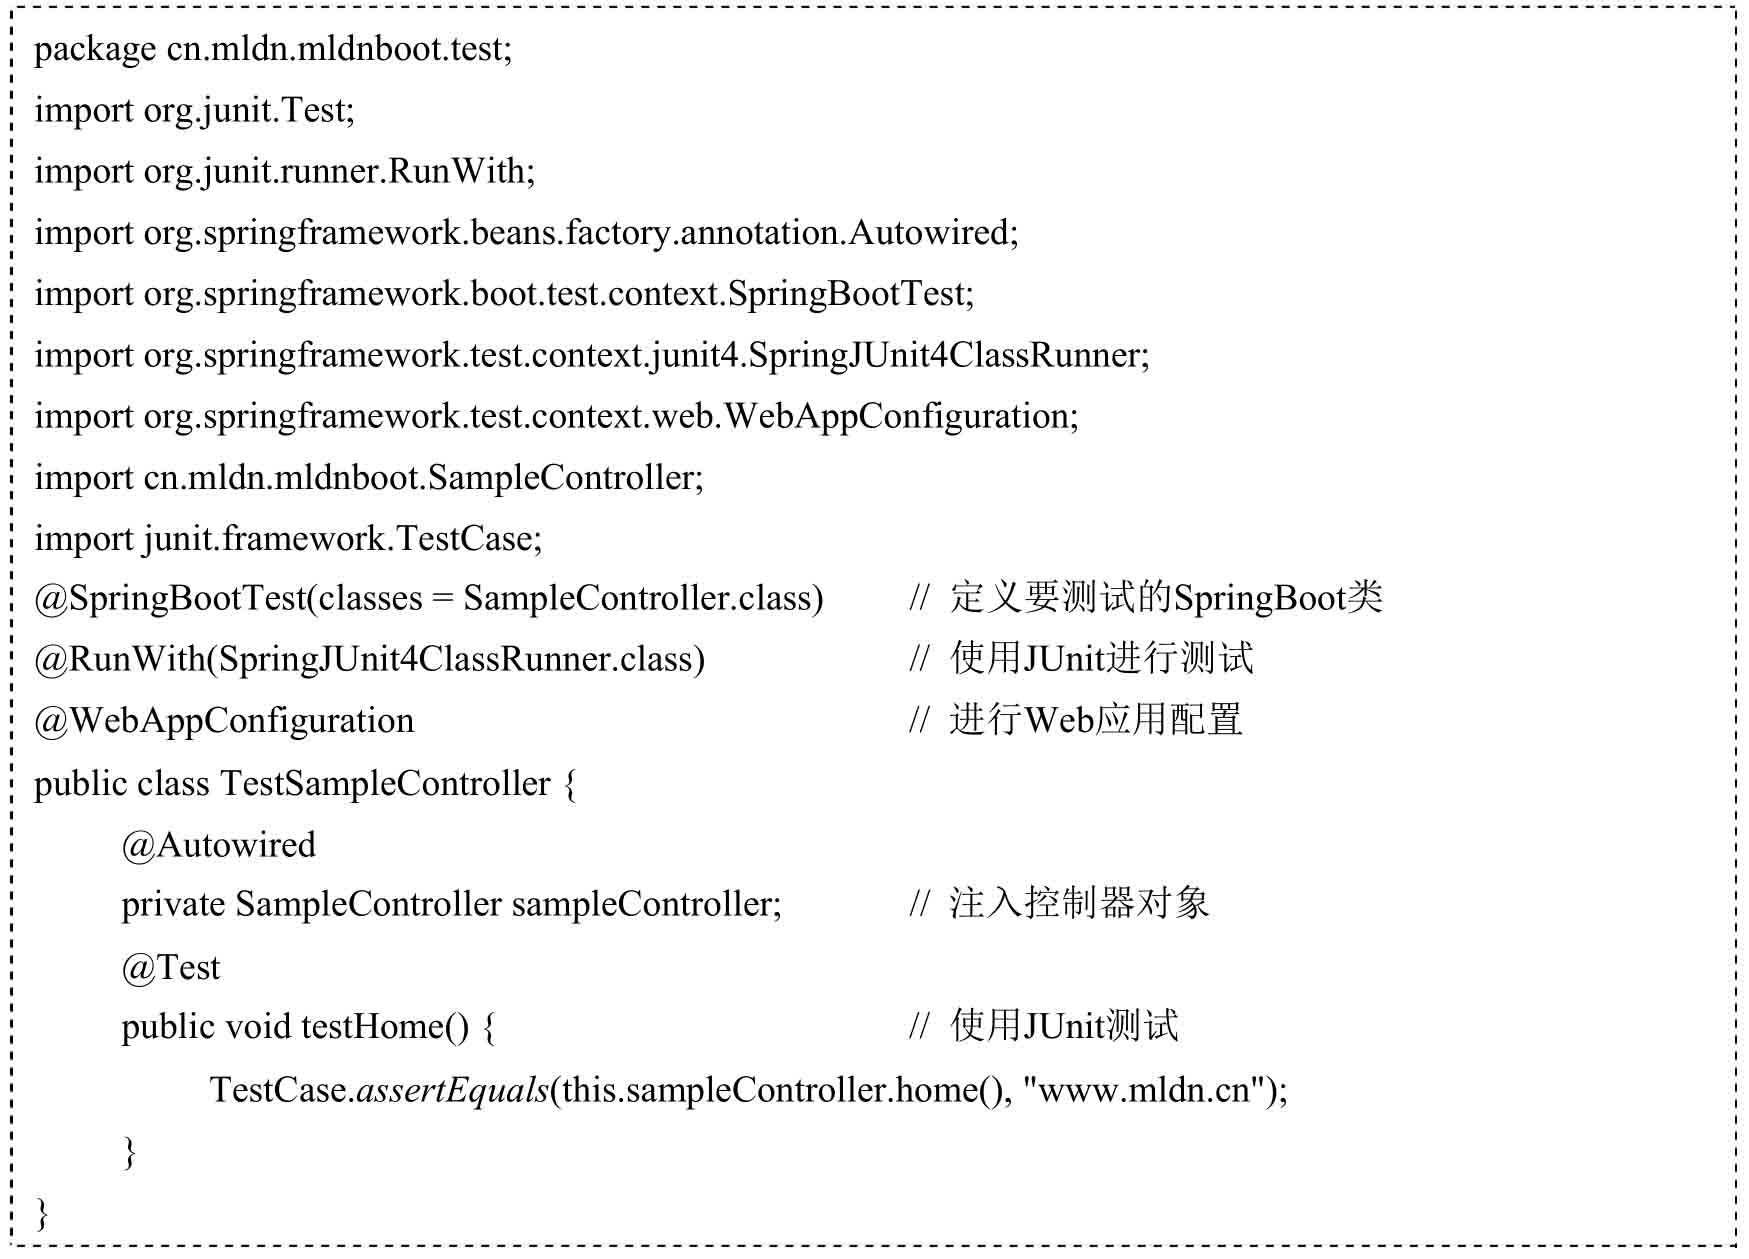 package cn.mldn.mldnboot.test;
import org.junit.Test;
import org.junit.runner.RunWith;
import org.springframework.beans.factory.annotation.Autowired;
import org.springframework.boot.test.context.SpringBootTest;
import org.springframework.test.context.junit4.SpringJUnit4ClassRunner;
import org.springframework.test.context.web.WebAppConfiguration;
import cn.mldn.mldnboot.SampleController;
import junit.framework.TestCase;
@SpringBootTest(classes = SampleController.class) // 定义要测试的SpringBoot类
@RunWith(SpringJUnit4ClassRunner.class) // 使用JUnit进行测试
@WebAppConfiguration // 进行Web应用配置
public class TestSampleController {
@Autowired
private SampleController sampleController; // 注入控制器对象
@Test
public void testHome() { // 使用JUnit测试
TestCase.assertEquals(this.sampleController.home(), "www.mldn.cn");
}
}